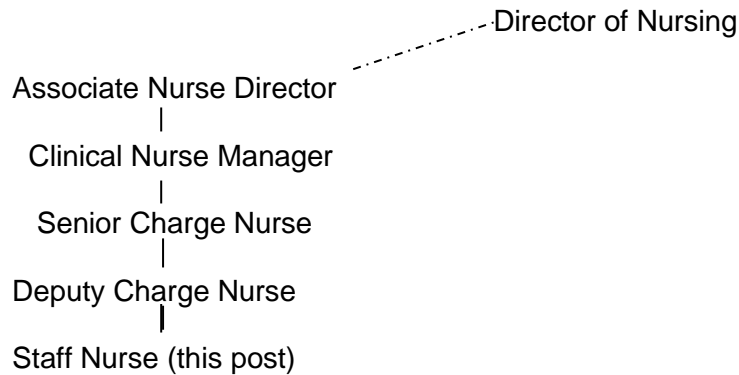 Director of Nursing
Associate Nurse Director
Clinical Nurse Manager
Senior Charge Nurse
Deputy Charge Nurse
Staff Nurse (this post)